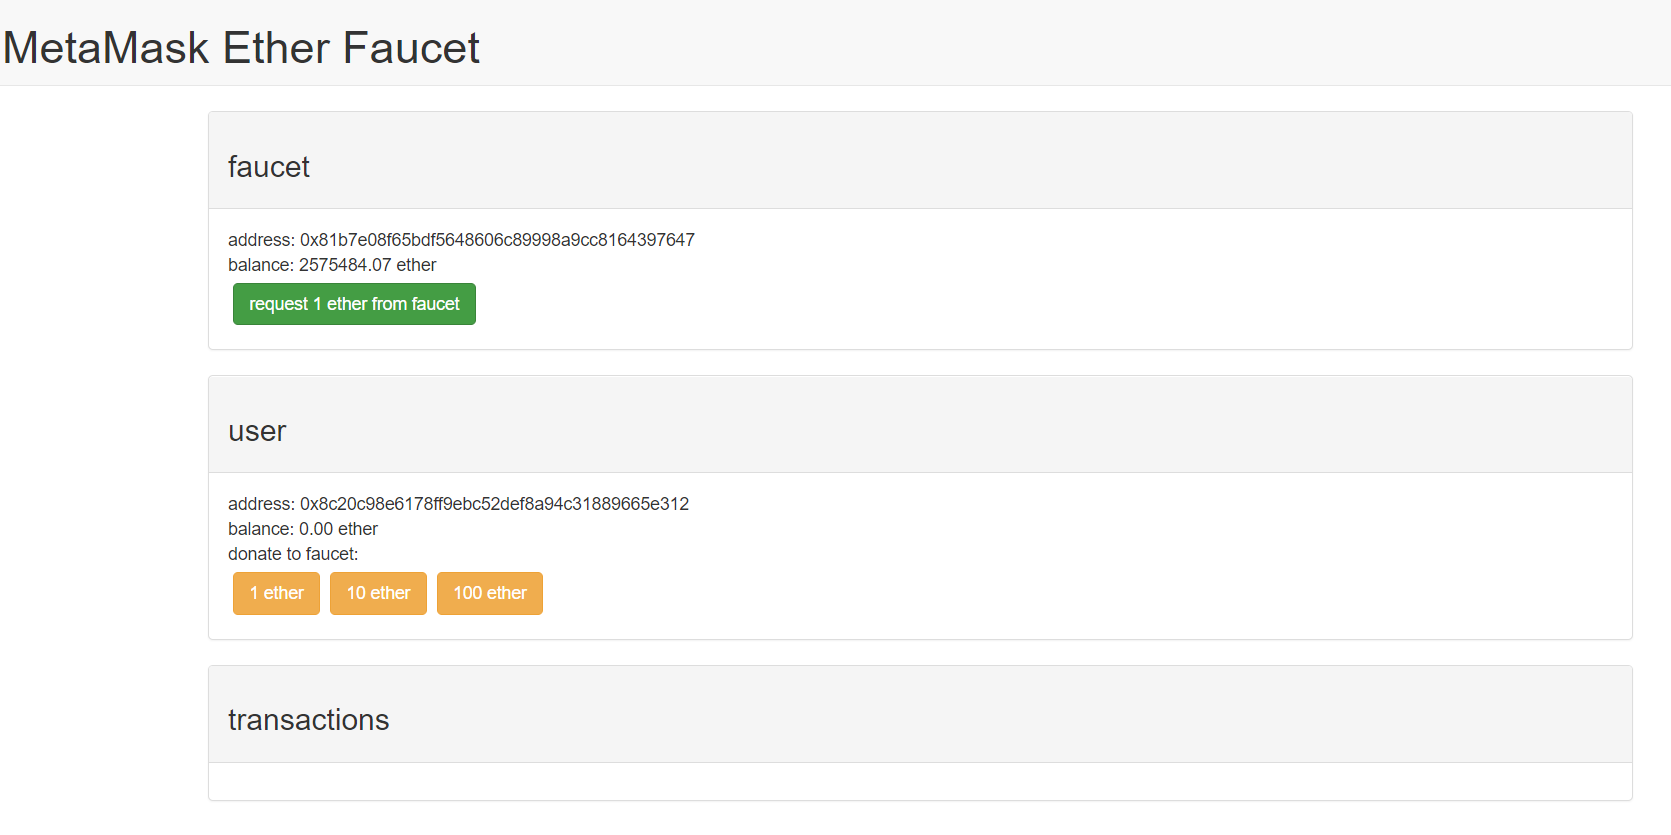 MetaMask Ether Faucet
faucet
address: 0x81b7e08f65bdf5648606c89998a9cc8164397647
balance: 2575484.07 ether
request 1 ether from faucet
user
address: 0x8c20c98e6178ff9ebc52def8a94c31889665e312
balance: 0.00 ether
donate to faucet:
1 ether 10 ether 100 ether
transactions